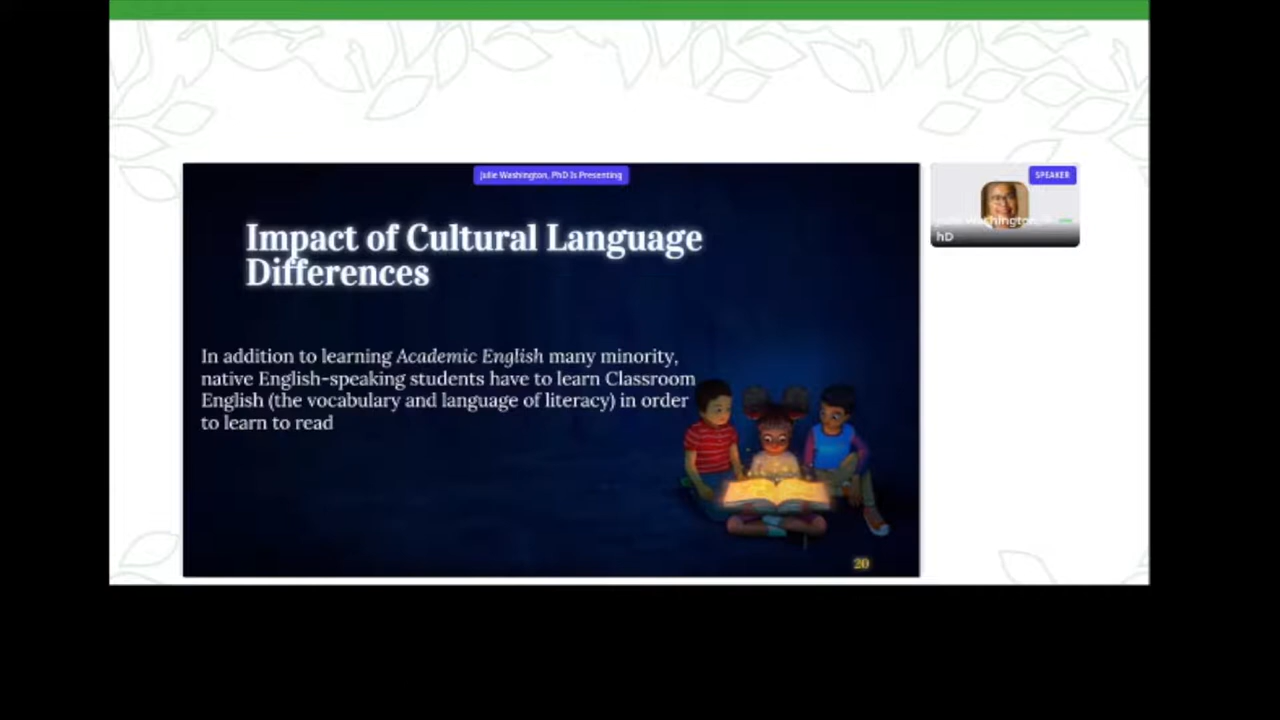 Julie Washington, PhD Is Presenting
SPEAKER
Impact of Cultural Language
Differences
Washington,
hD
In addition to learning Academic English many minority,
native English-speaking students have to learn Classroom
English (the vocabulary and language of literacy) in order
to learn to read
20